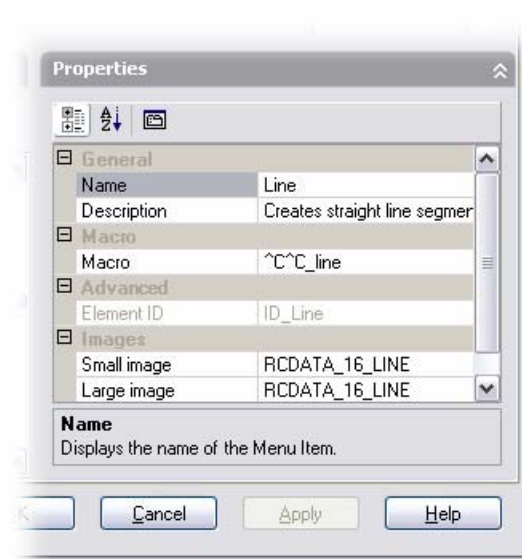 Properties
General
Name Line
Description Creates straight line segmer
Macro
Macro ^C^C_line
Advanced
Element ID ID_Line
Images
Small image RCDATA_16_LINE
Large image RCDATA_16_LINE
Name
Displays the name of the Menu Item.
Cancel Apply Help